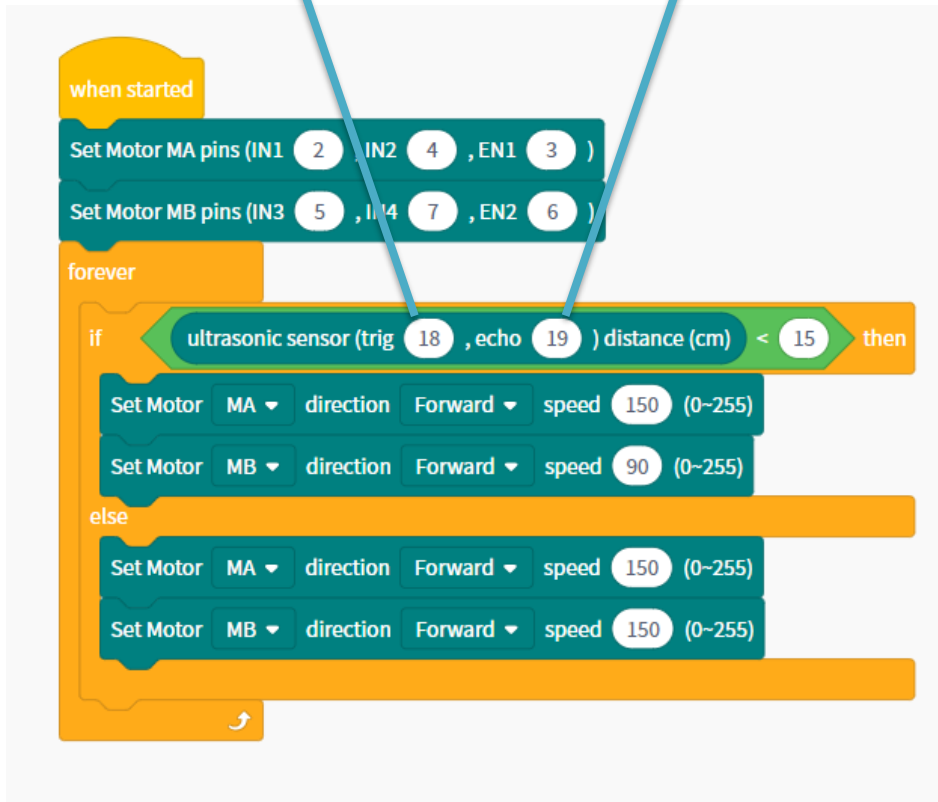 when started
Set Motor MA pins (IN1 2 , IN2 4 , EN1 3 )
Set Motor MB pins (IN3 5 , IN4 7 , EN2 6 )
forever
if ultrasonic sensor (trig 18 , echo 19 ) distance (cm) < 15 then
Set Motor MA direction Forward speed 150 (0~255)
Set Motor MB direction Forward speed 90 (0~255)
else
Set Motor MA direction Forward speed 150 (0~255)
Set Motor MB direction Forward speed 150 (0~255)